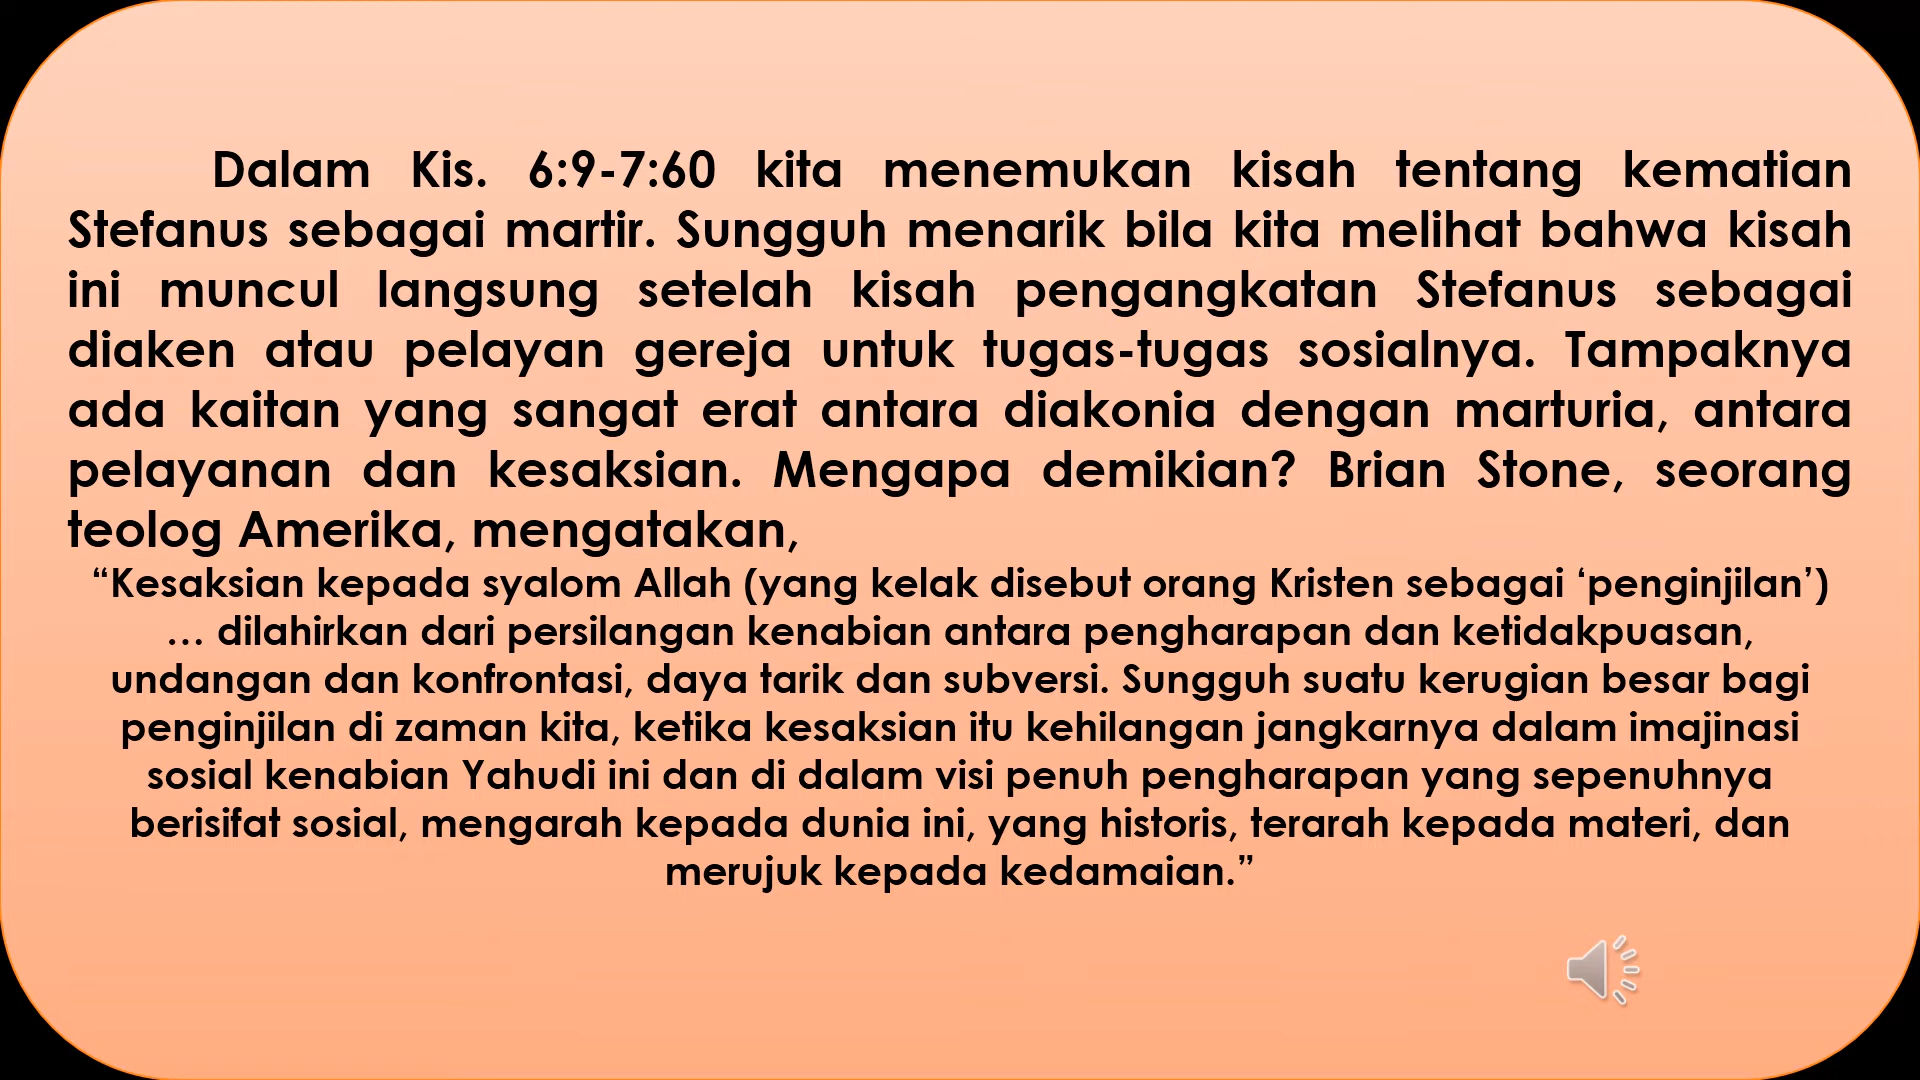 Dalam Kis. 6:9-7:60 kita menemukan kisah tentang kematian
Stefanus sebagai martir. Sungguh menarik bila kita melihat bahwa kisah
ini muncul langsung setelah kisah pengangkatan Stefanus sebagai
diaken atau pelayan gereja untuk tugas-tugas sosialnya. Tampaknya
ada kaitan yang sangat erat antara diakonia dengan marturia, antara
pelayanan dan kesaksian. Mengapa demikian? Brian Stone, seorang
teolog Amerika, mengatakan,
“Kesaksian kepada syalom Allah (yang kelak disebut orang Kristen sebagai ‘penginjilan’)
… dilahirkan dari persilangan kenabian antara pengharapan dan ketidakpuasan,
undangan dan konfrontasi, daya tarik dan subversi. Sungguh suatu kerugian besar bagi
penginjilan di zaman kita, ketika kesaksian itu kehilangan jangkarnya dalam imajinasi
sosial kenabian Yahudi ini dan di dalam visi penuh pengharapan yang sepenuhnya
berisifat sosial, mengarah kepada dunia ini, yang historis, terarah kepada materi, dan
merujuk kepada kedamaian.”